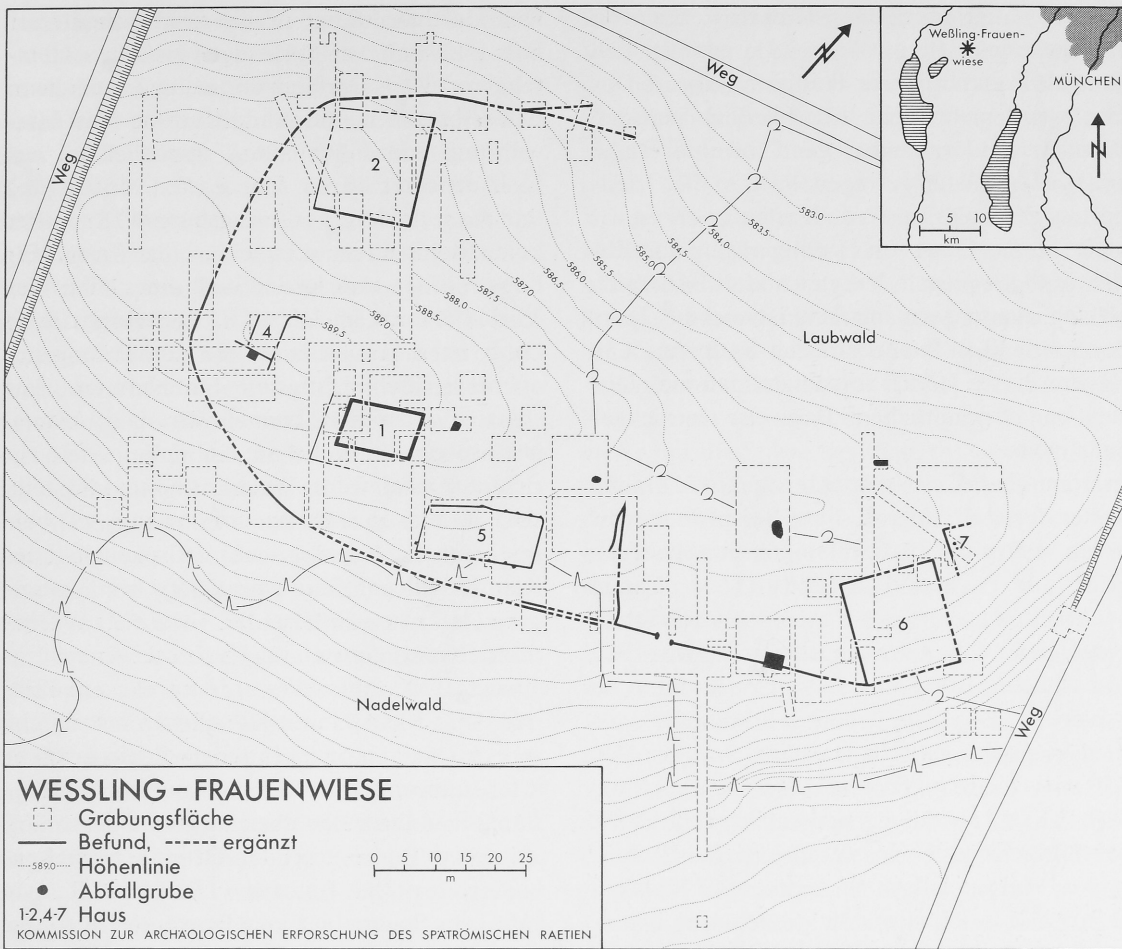 Weg
Weg
N
Weßling-Frauen-
wiese
MÜNCHEN
N
0 5 10
km
2
583.0
583.5
584.0
584.5
585.0
585.5
586.0
586.5
587.0
587.5
588.0
588.5
589.0
589.5
4
Laubwald
1
5
7
6
Nadelwald
Weg
WESSLING – FRAUENWIESE
Grabungsfläche
Befund, ------ ergänzt
589.0 Höhenlinie
Abfallgrube
1-2,4-7 Haus
0 5 10 15 20 25
m
KOMMISSION ZUR ARCHÄOLOGISCHEN ERFORSCHUNG DES SPÄTRÖMISCHEN RAETIEN